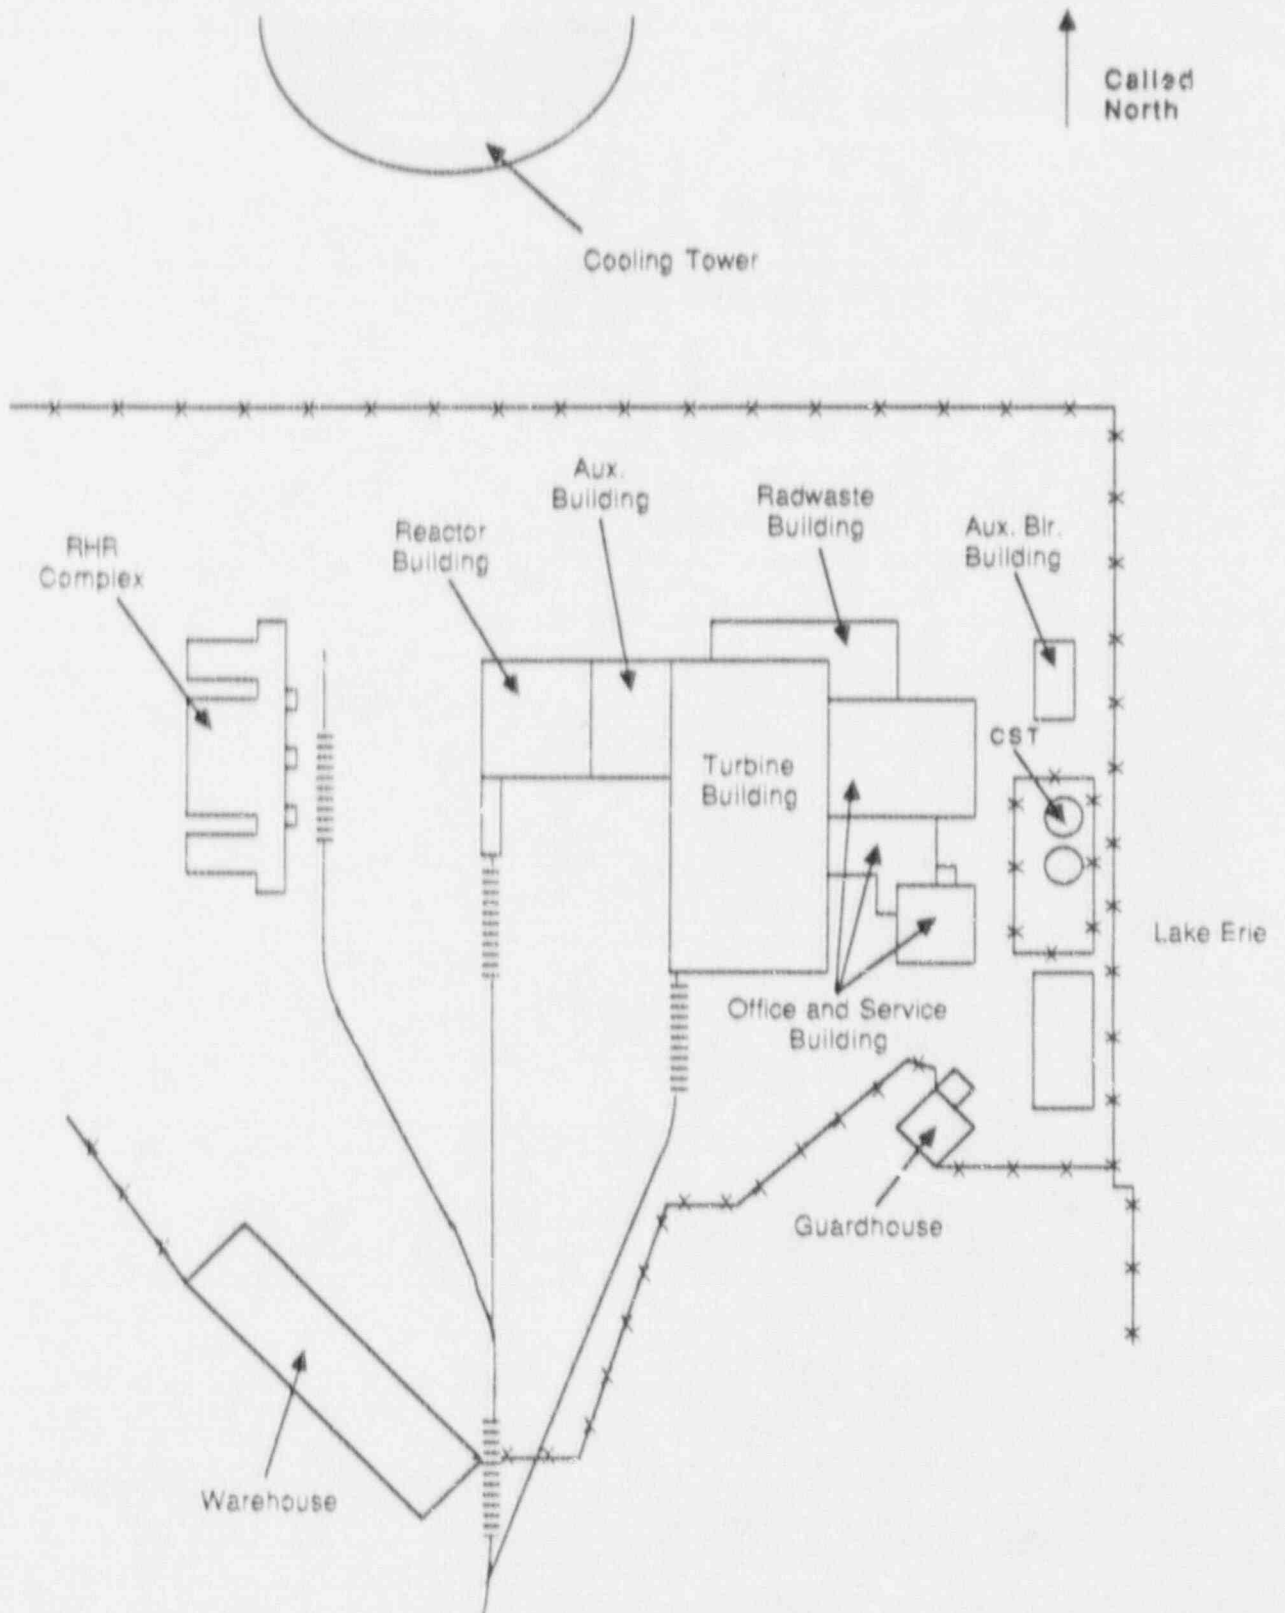 Called
North
Cooling Tower
Aux.
Building
Radwaste
Building
Reactor
Building
Aux. Blr.
Building
RHR
Complex
CST
Turbine
Building
Lake Erie
Office and Service
Building
Guardhouse
Warehouse